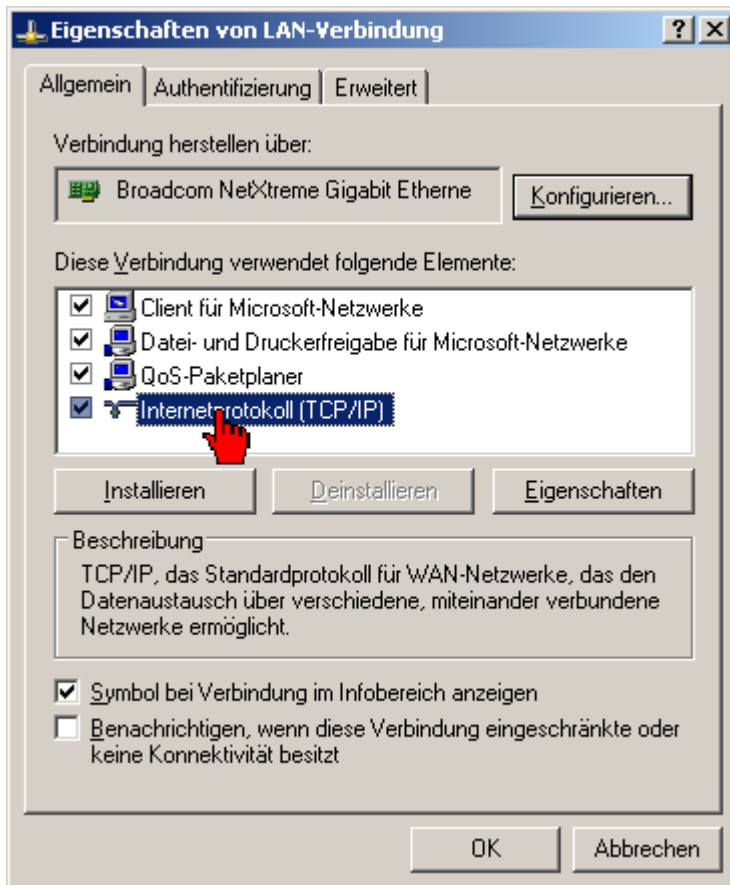 Eigenschaften von LAN-Verbindung
Allgemein Authentifizierung Erweitert
Verbindung herstellen über:
Broadcom NetXtreme Gigabit Etherne
Konfigurieren...
Diese Verbindung verwendet folgende Elemente:
Client für Microsoft-Netzwerke
Datei- und Druckerfreigabe für Microsoft-Netzwerke
QoS-Paketplaner
Internetprotokoll (TCP/IP)
Installieren Deinstallieren Eigenschaften
Beschreibung
TCP/IP, das Standardprotokoll für WAN-Netzwerke, das den
Datenaustausch über verschiedene, miteinander verbundene
Netzwerke ermöglicht.
Symbol bei Verbindung im Infobereich anzeigen
Benachrichtigen, wenn diese Verbindung eingeschränkte oder
keine Konnektivität besitzt
OK Abbrechen